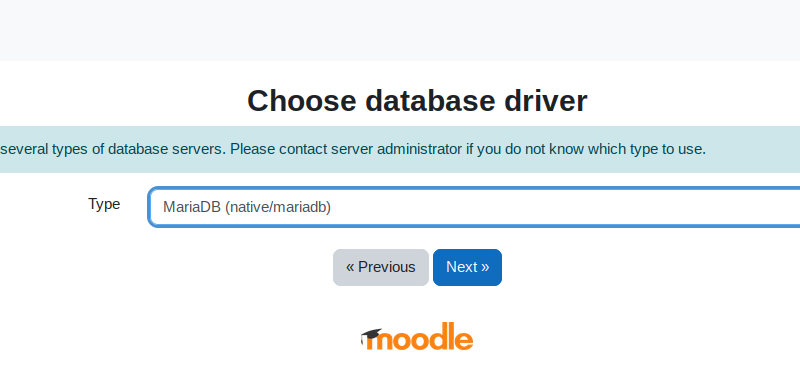 Choose database driver
several types of database servers. Please contact server administrator if you do not know which type to use.
Type
MariaDB (native/mariadb)
« Previous
Next »
moodle